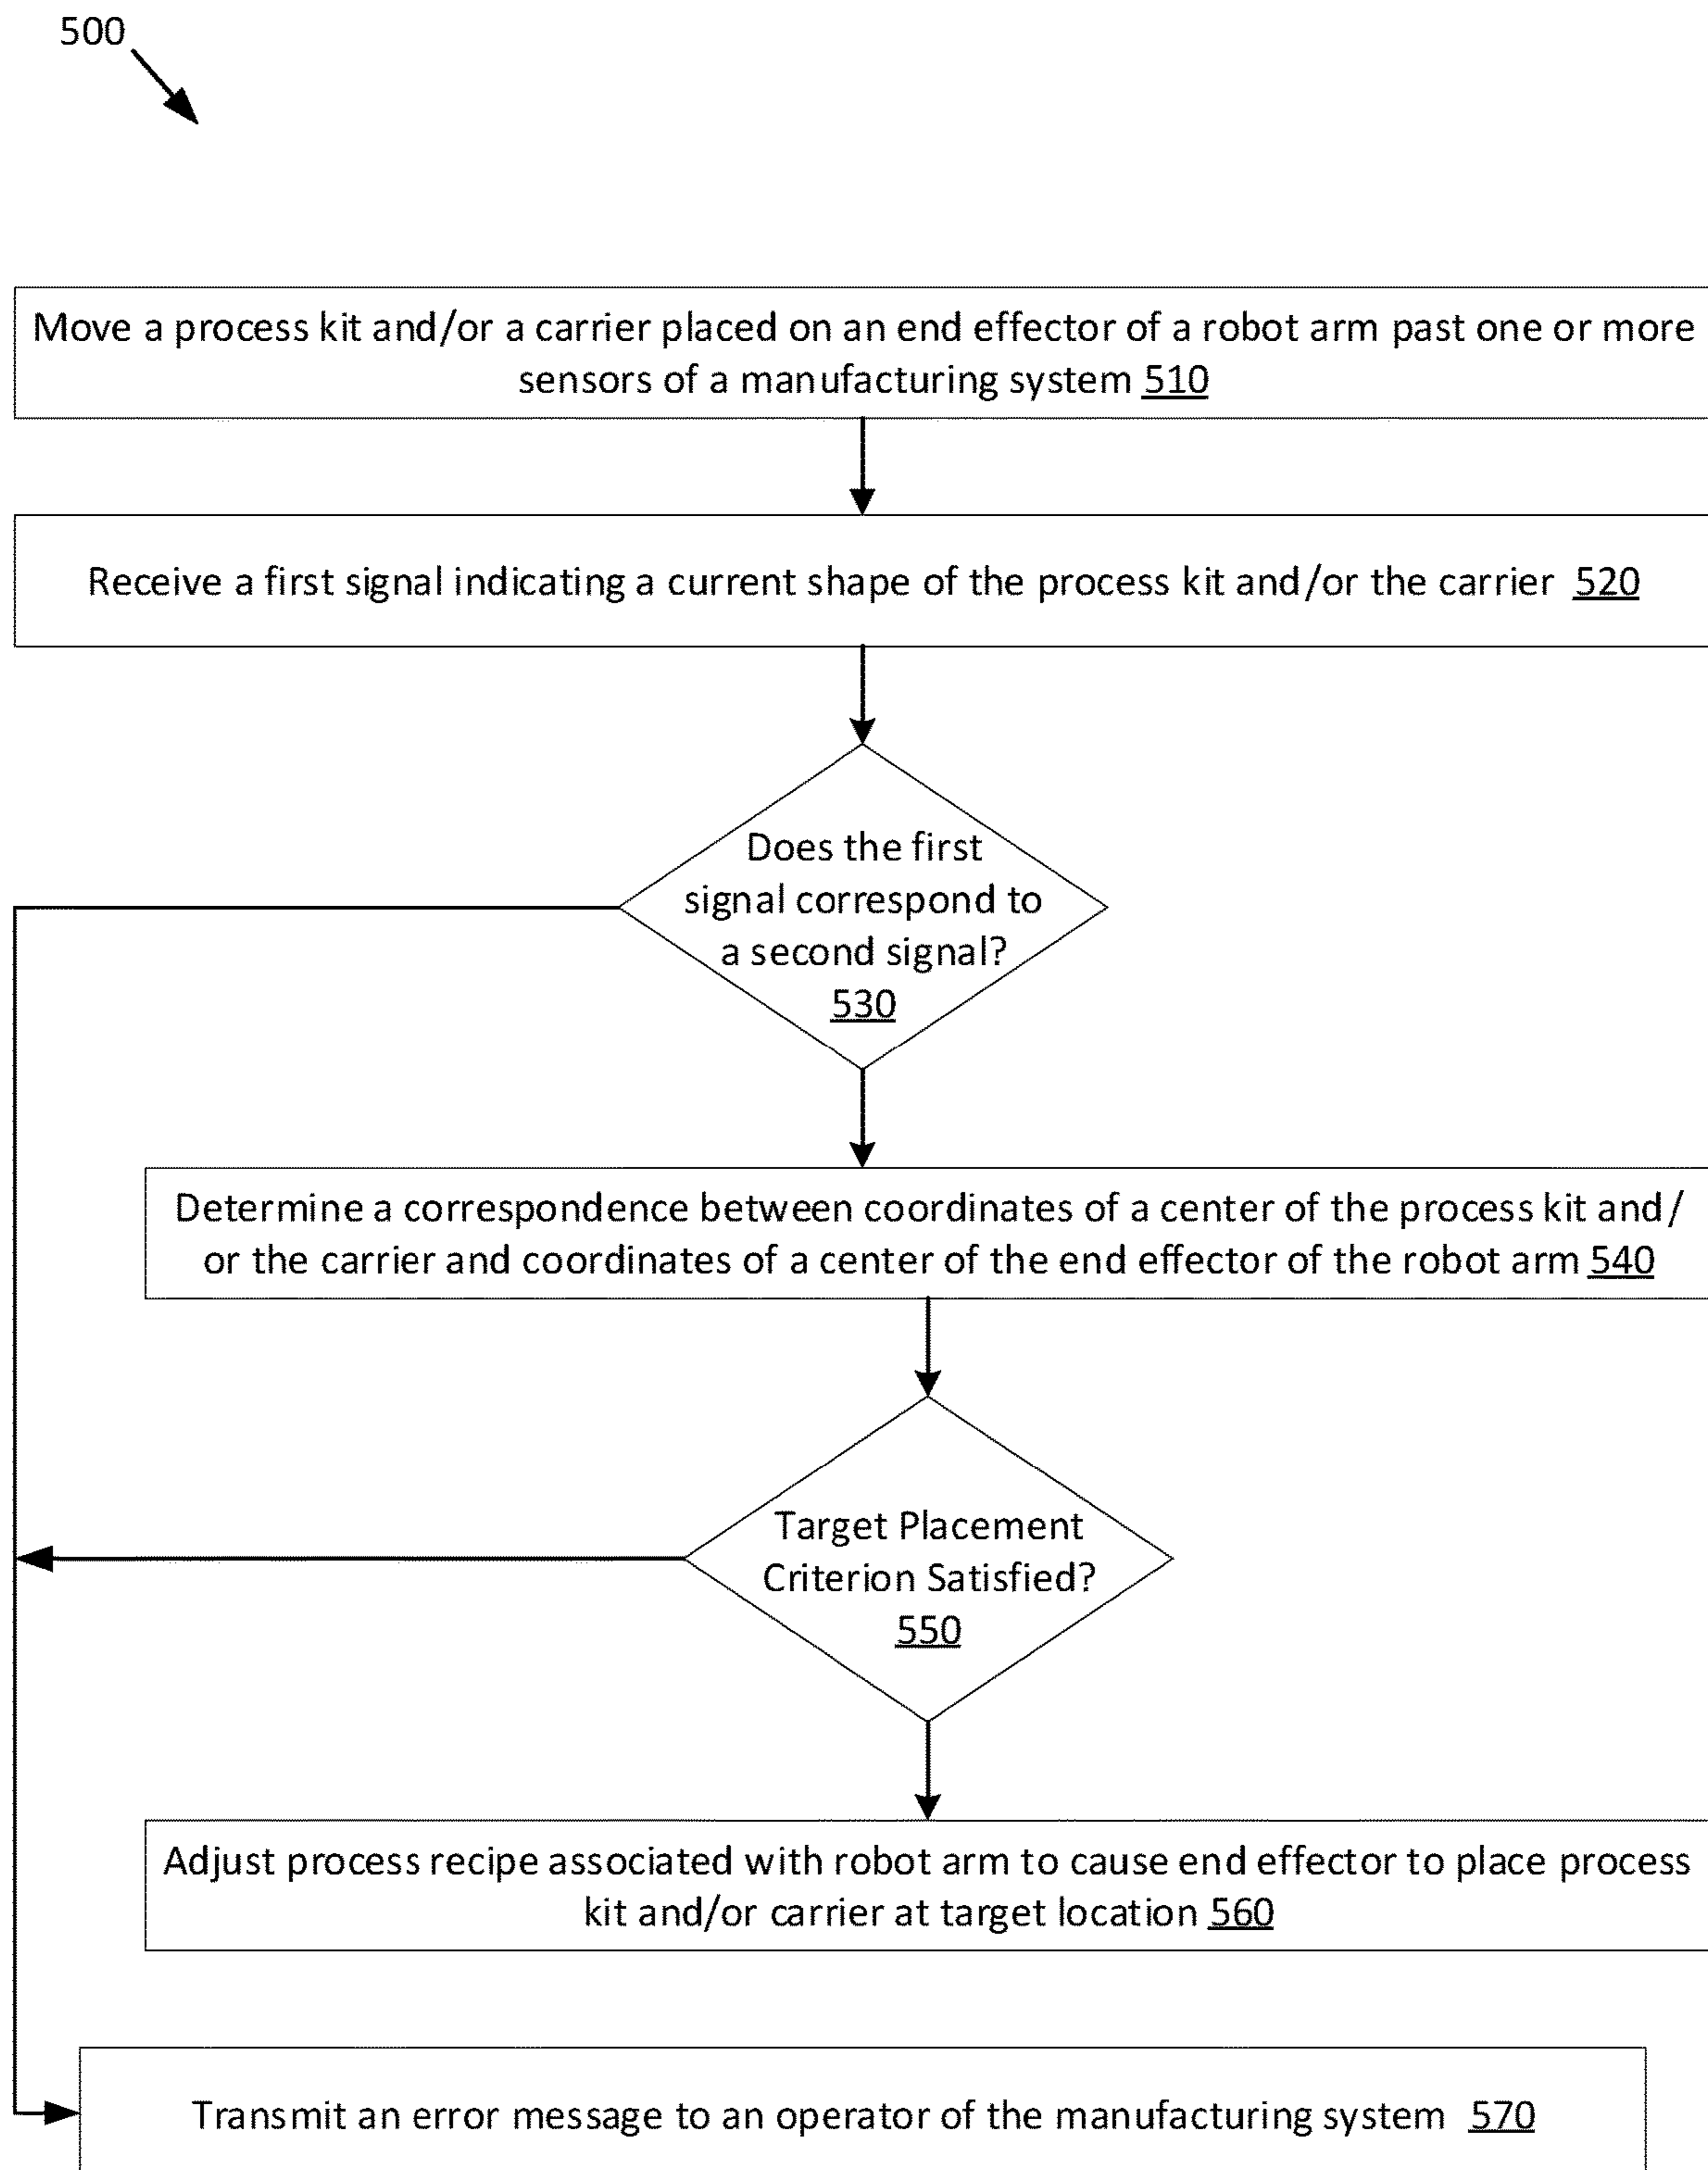 500
Move a process kit and/or a carrier placed on an end effector of a robot arm past one or more
sensors of a manufacturing system 510
Receive a first signal indicating a current shape of the process kit and/or the carrier 520
Does the first
signal correspond to
a second signal?
530
Determine a correspondence between coordinates of a center of the process kit and/
or the carrier and coordinates of a center of the end effector of the robot arm 540
Target Placement
Criterion Satisfied?
550
Adjust process recipe associated with robot arm to cause end effector to place process
kit and/or carrier at target location 560
Transmit an error message to an operator of the manufacturing system 570